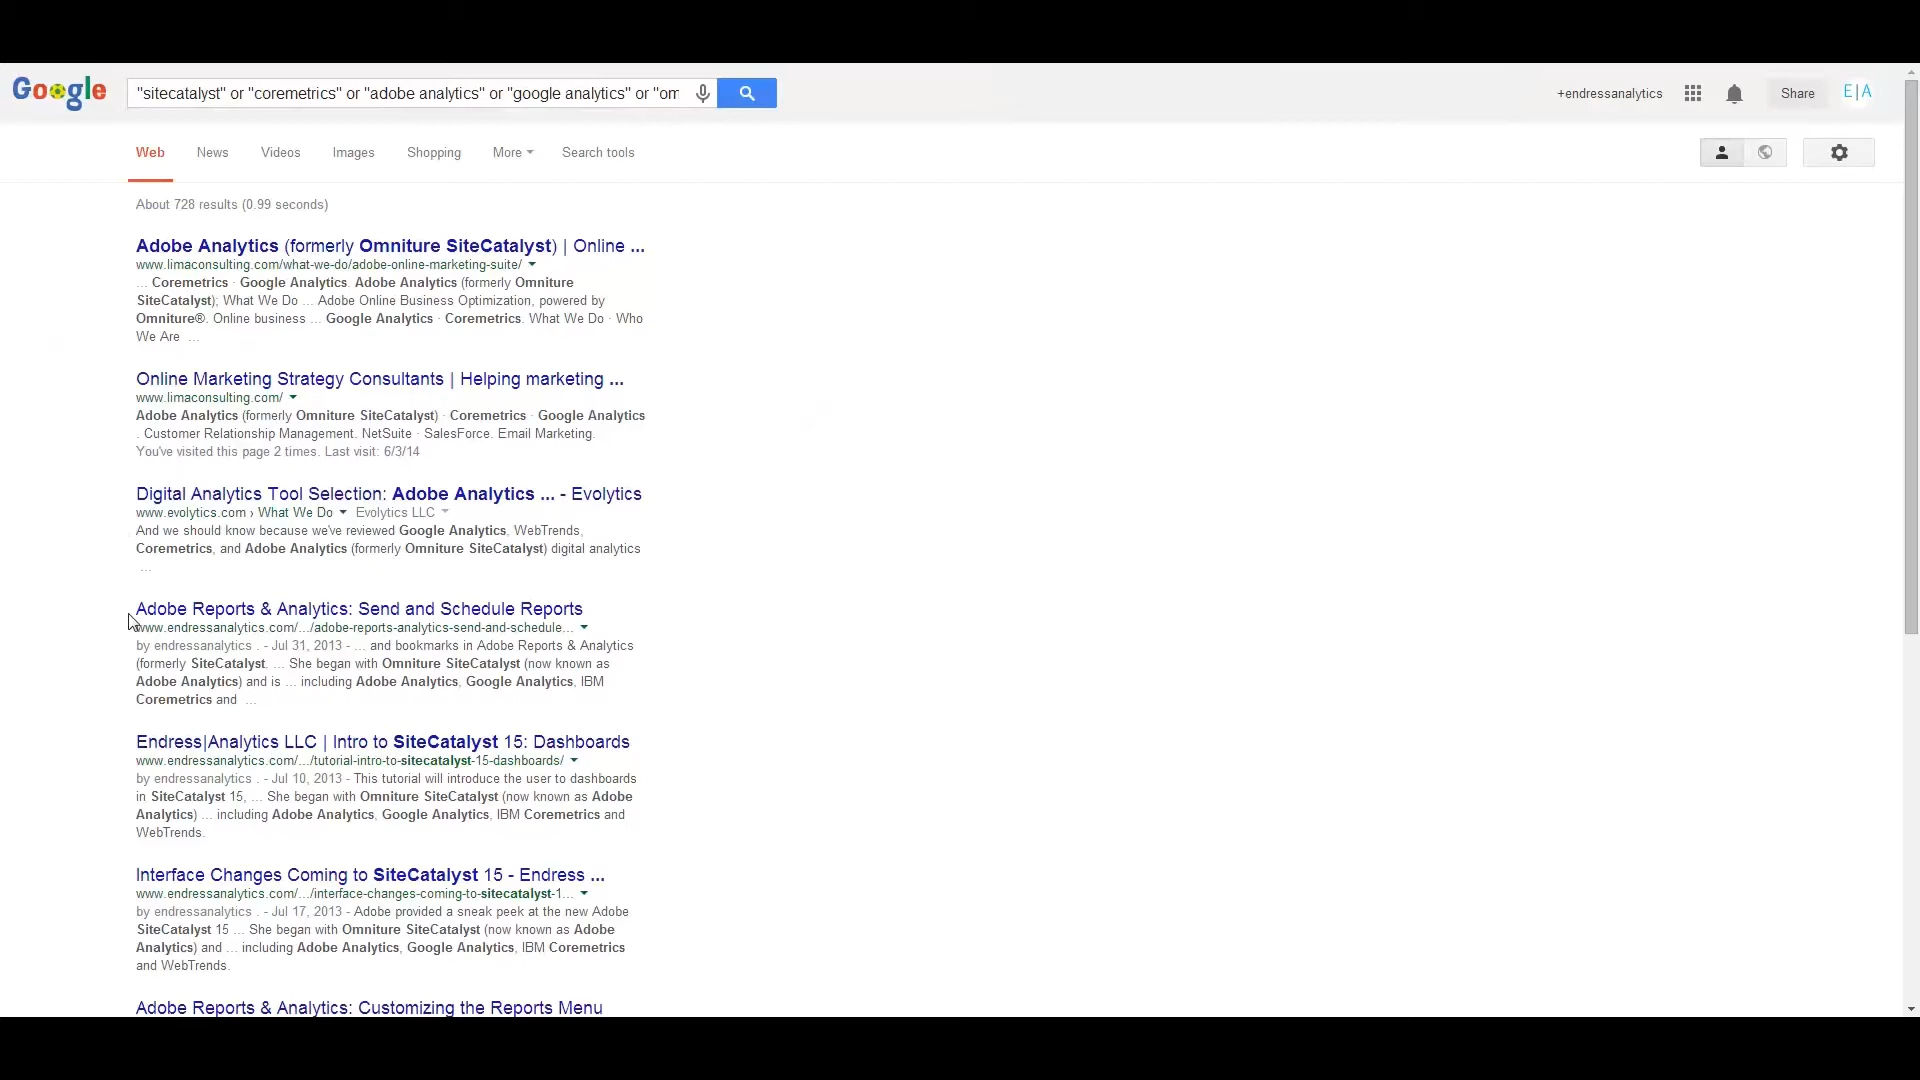 Google
"sitecatalyst" or "coremetrics" or "adobe analytics" or "google analytics" or "om
+endressanalytics
Share
E|A
Web News Videos Images Shopping More Search tools
About 728 results (0.99 seconds)
Adobe Analytics (formerly Omniture SiteCatalyst) | Online ...
www.limaconsulting.com/what-we-do/adobe-online-marketing-suite/
... Coremetrics · Google Analytics. Adobe Analytics (formerly Omniture
SiteCatalyst); What We Do ... Adobe Online Business Optimization, powered by
Omniture®. Online business ... Google Analytics · Coremetrics. What We Do · Who
We Are ...
Online Marketing Strategy Consultants | Helping marketing ...
www.limaconsulting.com/
Adobe Analytics (formerly Omniture SiteCatalyst) · Coremetrics · Google Analytics
. Customer Relationship Management. NetSuite · SalesForce. Email Marketing.
You've visited this page 2 times. Last visit: 6/3/14
Digital Analytics Tool Selection: Adobe Analytics ... - Evolytics
www.evolytics.com › What We Do Evolytics LLC
And we should know because we've reviewed Google Analytics, WebTrends,
Coremetrics, and Adobe Analytics (formerly Omniture SiteCatalyst) digital analytics
...
Adobe Reports & Analytics: Send and Schedule Reports
www.endressanalytics.com/.../adobe-reports-analytics-send-and-schedule...
by endressanalytics . - Jul 31, 2013 - ... and bookmarks in Adobe Reports & Analytics
(formerly SiteCatalyst, ... She began with Omniture SiteCatalyst (now known as
Adobe Analytics) and is ... including Adobe Analytics, Google Analytics, IBM
Coremetrics and ...
Endress|Analytics LLC | Intro to SiteCatalyst 15: Dashboards
www.endressanalytics.com/.../tutorial-intro-to-sitecatalyst-15-dashboards/
by endressanalytics . - Jul 10, 2013 - This tutorial will introduce the user to dashboards
in SiteCatalyst 15, ... She began with Omniture SiteCatalyst (now known as Adobe
Analytics) ... including Adobe Analytics, Google Analytics, IBM Coremetrics and
WebTrends.
Interface Changes Coming to SiteCatalyst 15 - Endress ...
www.endressanalytics.com/.../interface-changes-coming-to-sitecatalyst-1...
by endressanalytics . - Jul 17, 2013 - Adobe provided a sneak peek at the new Adobe
SiteCatalyst 15 ... She began with Omniture SiteCatalyst (now known as Adobe
Analytics) and ... including Adobe Analytics, Google Analytics, IBM Coremetrics
and WebTrends.
Adobe Reports & Analytics: Customizing the Reports Menu